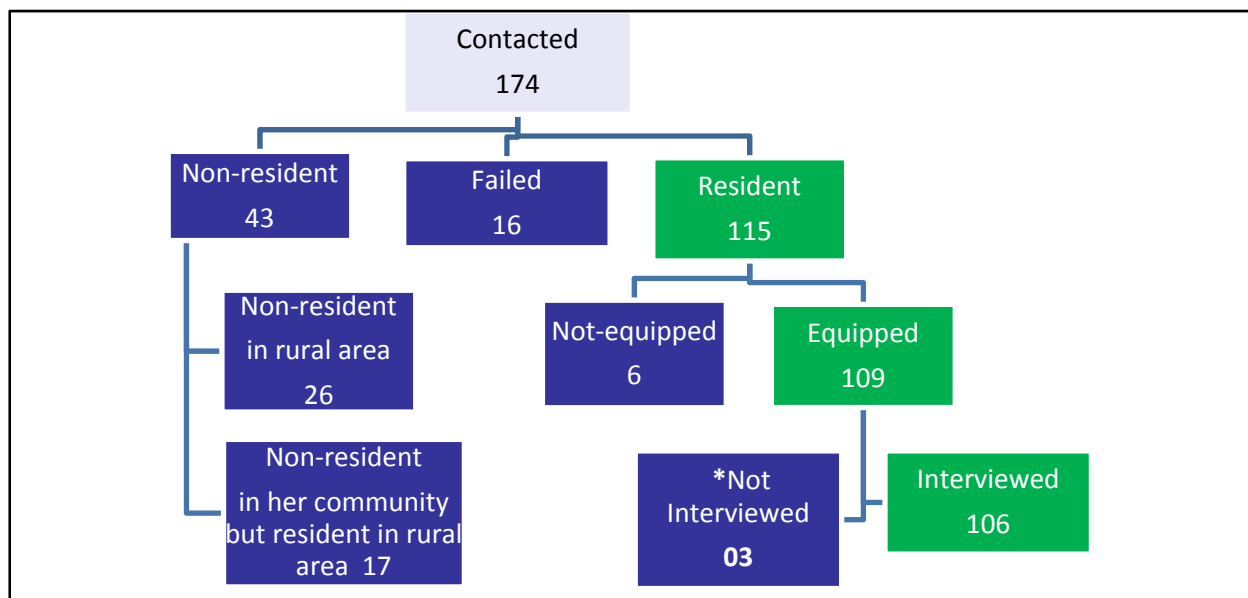 Contacted
174
Non-resident
43
Failed
16
Resident
115
Non-resident
in rural area
26
Not-equipped
6
Equipped
109
Non-resident
in her community
but resident in rural
area 17
*Not
Interviewed
03
Interviewed
106